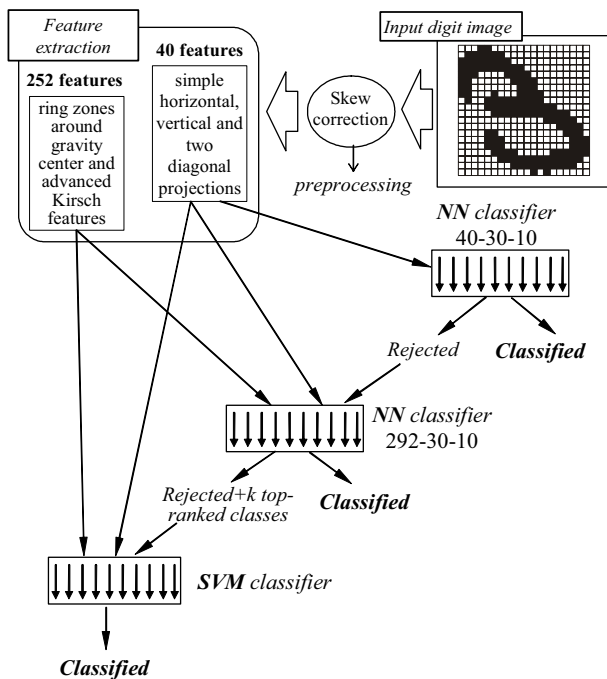 Feature
extraction
40 features
simple
horizontal,
vertical and
two
diagonal
projections
252 features
ring zones
around
gravity
center and
advanced
Kirsch
features
Skew
correction
preprocessing
Input digit image
NN classifier
40-30-10
Rejected
Classified
NN classifier
292-30-10
Rejected+k top-
ranked classes
Classified
SVM classifier
Classified